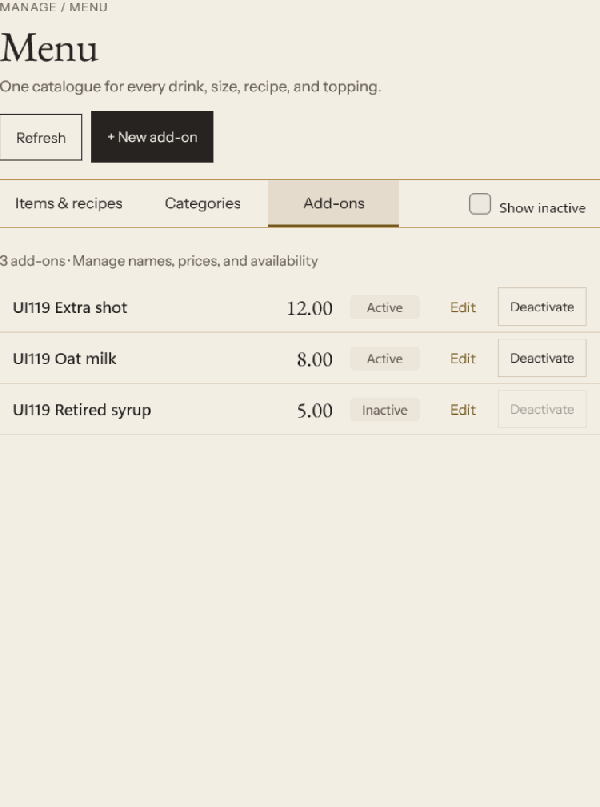 MANAGE / MENU
Menu
One catalogue for every drink, size, recipe, and topping.
Refresh
+ New add-on
Items & recipes Categories Add-ons Show inactive
3 add-ons · Manage names, prices, and availability
UI119 Extra shot 12.00 Active Edit Deactivate
UI119 Oat milk 8.00 Active Edit Deactivate
UI119 Retired syrup 5.00 Inactive Edit Deactivate